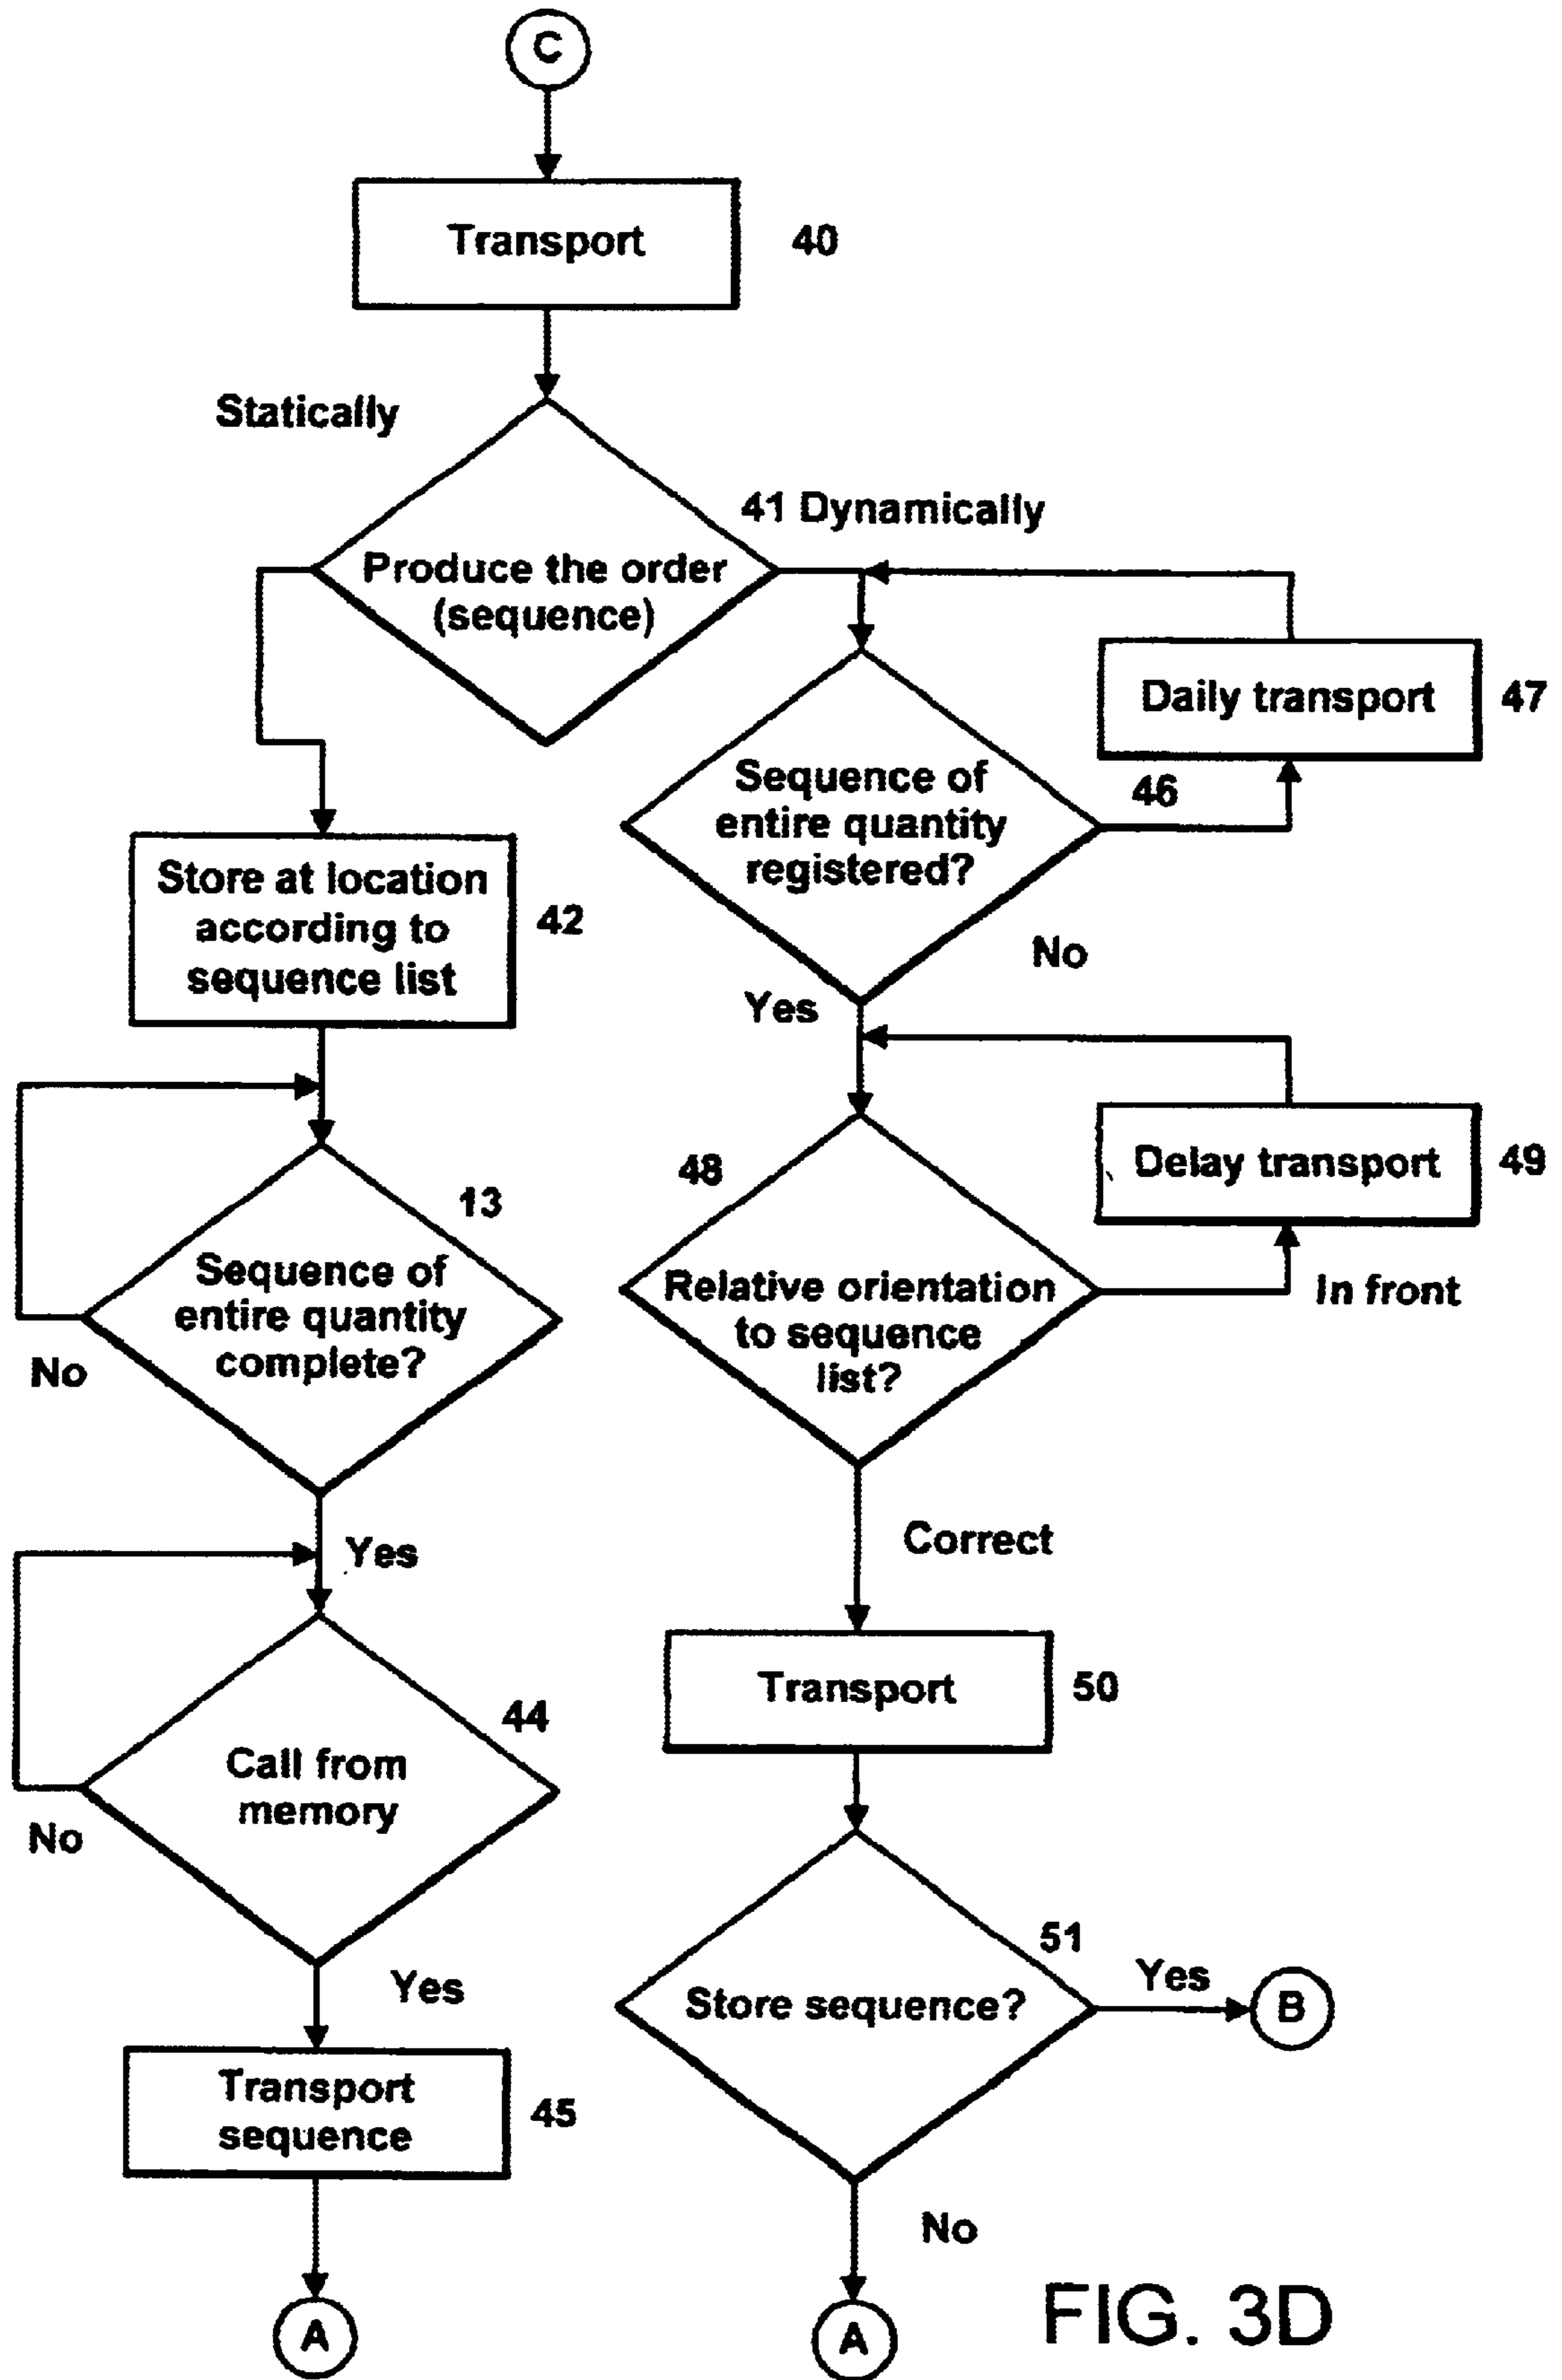 C
Transport
40
Statically
41 Dynamically
Produce the order
(sequence)
Daily transport
47
Sequence of
entire quantity
registered?
46
Store at location
according to
sequence list
42
No
Yes
48
Delay transport
49
13
Sequence of
entire quantity
complete?
No
Relative orientation
to sequence
list?
In front
Yes
Correct
44
Call from
memory
No
Transport
50
Yes
51
Store sequence?
Yes
B
Transport
sequence
45
No
A
A
FIG. 3D